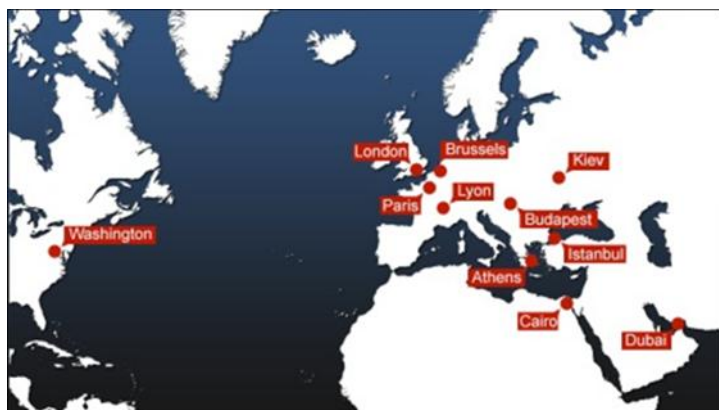 London
Brussels
Kiev
Paris
Lyon
Budapest
Washington
Istanbul
Athens
Cairo
Dubai